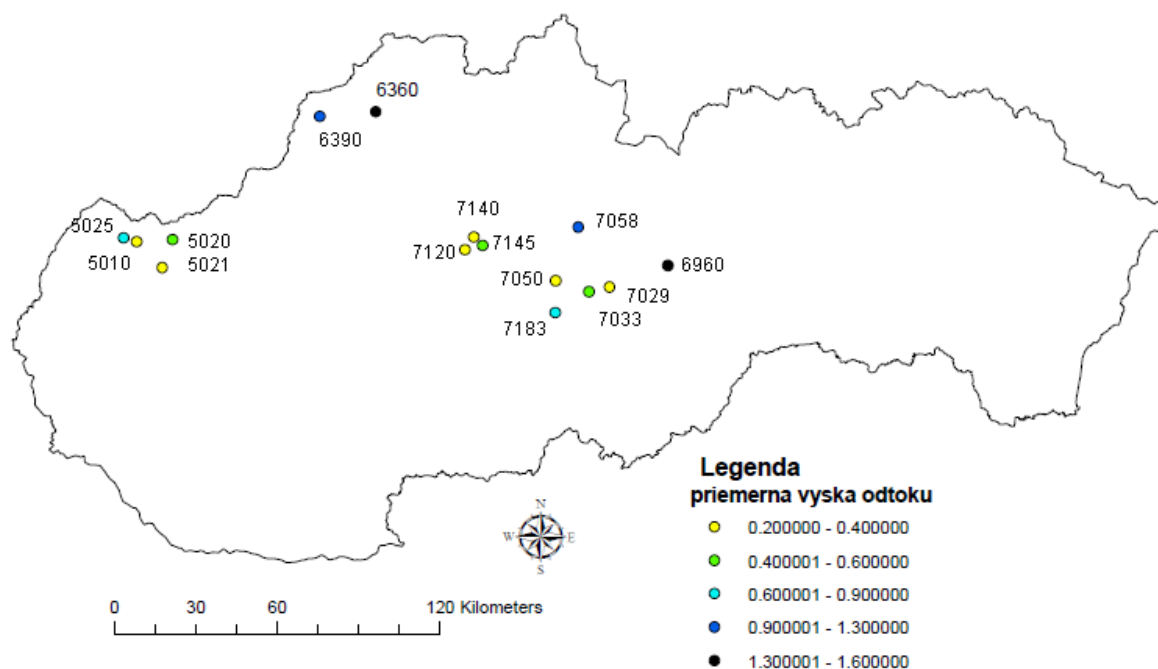 6360
6390
7140
7058
5025
5020
7145
7120
5010
5021
6960
7050
7029
7033
7183
Legenda
priemerna vyska odtoku
0.200000 - 0.400000
0.400001 - 0.600000
0.600001 - 0.900000
0.900001 - 1.300000
1.300001 - 1.600000
N
W E
S
0 30 60 120 Kilometers